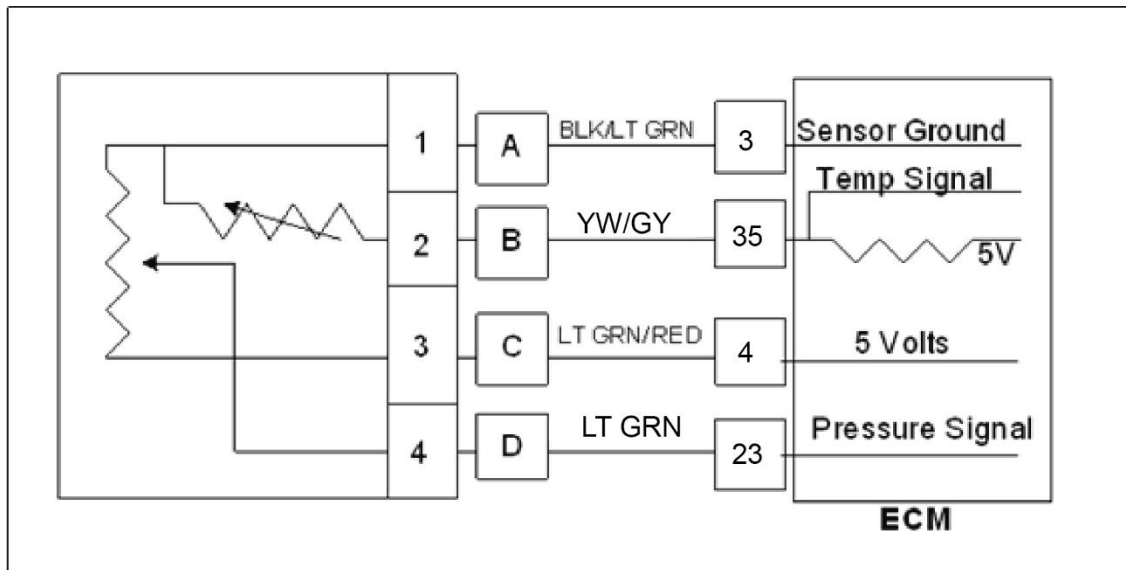 1 A BLK/LT GRN 3 Sensor Ground
Temp Signal
2 B YW/GY 35 5V
3 C LT GRN/RED 4 5 Volts
4 D LT GRN 23 Pressure Signal
ECM